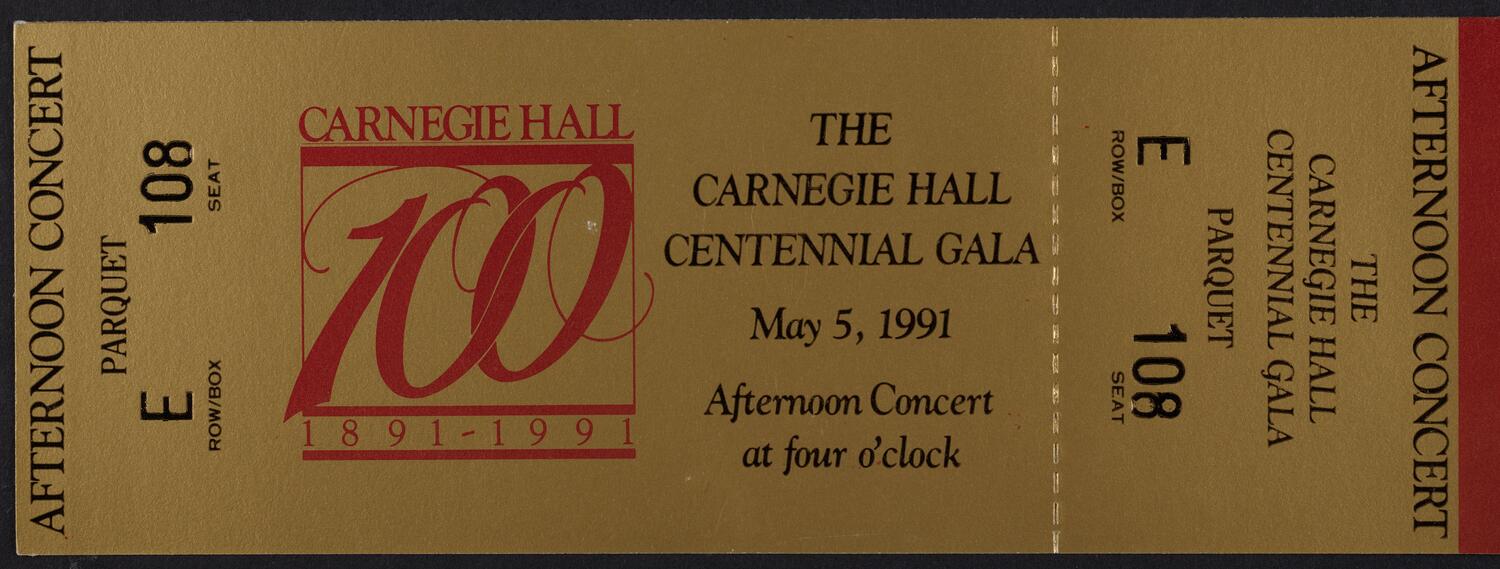 AFTERNOON CONCERT
PARQUET
E 108
ROW/BOX SEAT
CARNEGIE HALL
100
1891-1991
THE
CARNEGIE HALL
CENTENNIAL GALA
May 5, 1991
Afternoon Concert
at four o'clock
AFTERNOON CONCERT
THE
CARNEGIE HALL
CENTENNIAL GALA
PARQUET
E 108
ROW/BOX SEAT